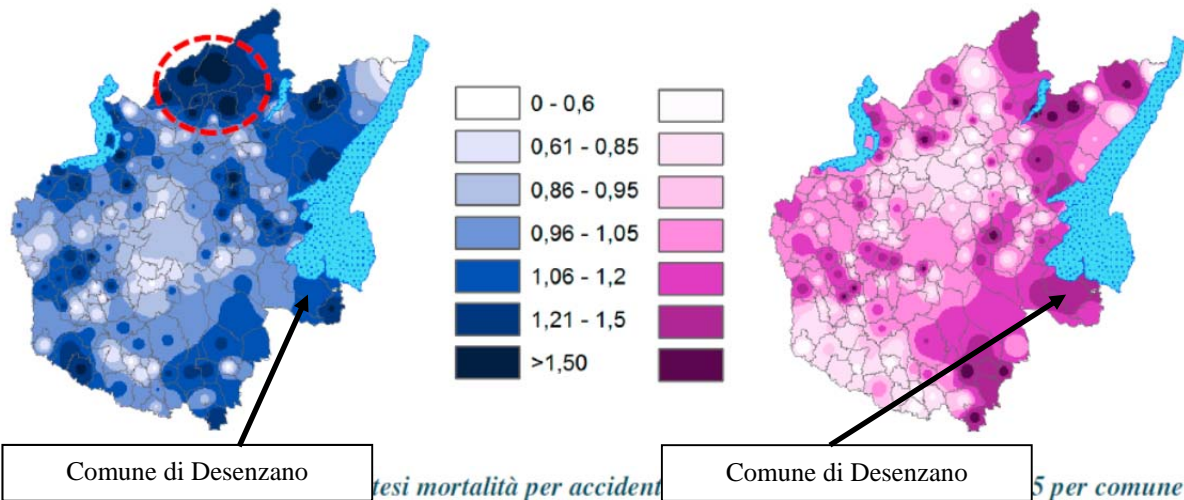 0 - 0,6
0,61 - 0,85
0,86 - 0,95
0,96 - 1,05
1,06 - 1,2
1,21 - 1,5
>1,50
Comune di Desenzano
tesi mortalità per accident
Comune di Desenzano
5 per comune